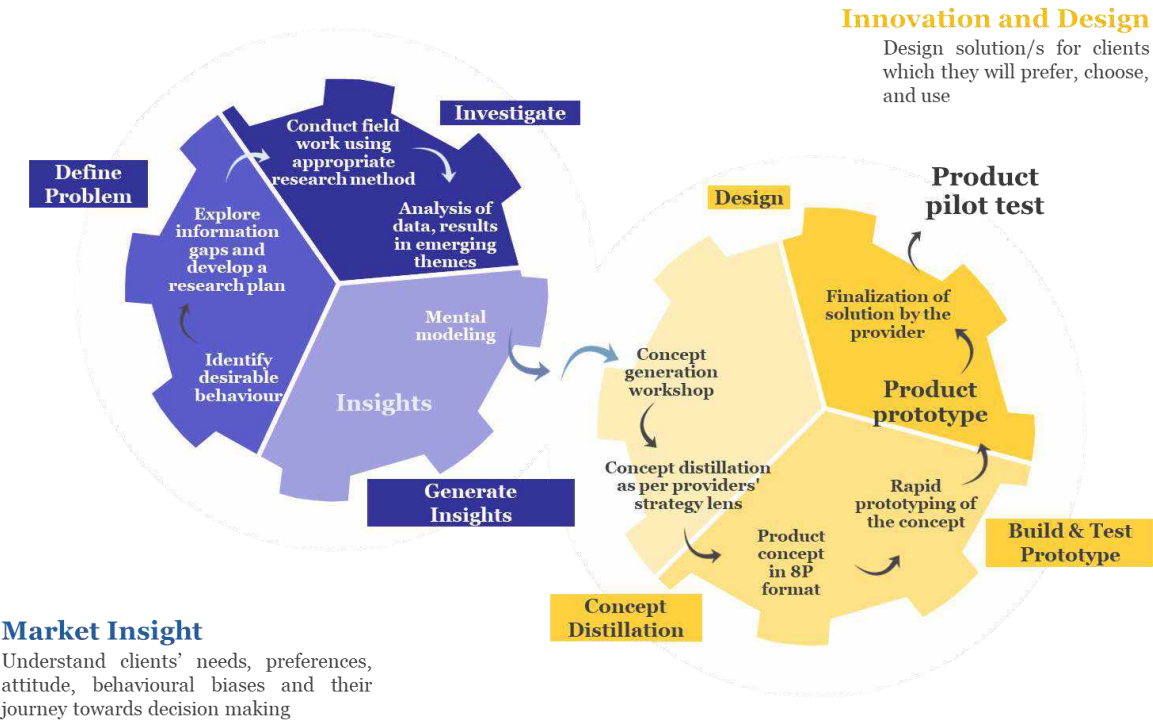 Innovation and Design
Design solution/s for clients
which they will prefer, choose,
and use
Investigate
Conduct field
work using
appropriate
research method
Define
Problem
Analysis of
data, results
in emerging
themes
Explore
information
gaps and
develop a
research plan
Identify
desirable
behaviour
Mental
modeling
Insights
Generate
Insights
Design
Product
pilot test
Finalization of
solution by the
provider
Concept
generation
workshop
Product
prototype
Concept distillation
as per providers'
strategy lens
Rapid
prototyping of
the concept
Product
concept
in 8P
format
Build & Test
Prototype
Concept
Distillation
Market Insight
Understand clients’ needs, preferences,
attitude, behavioural biases and their
journey towards decision making